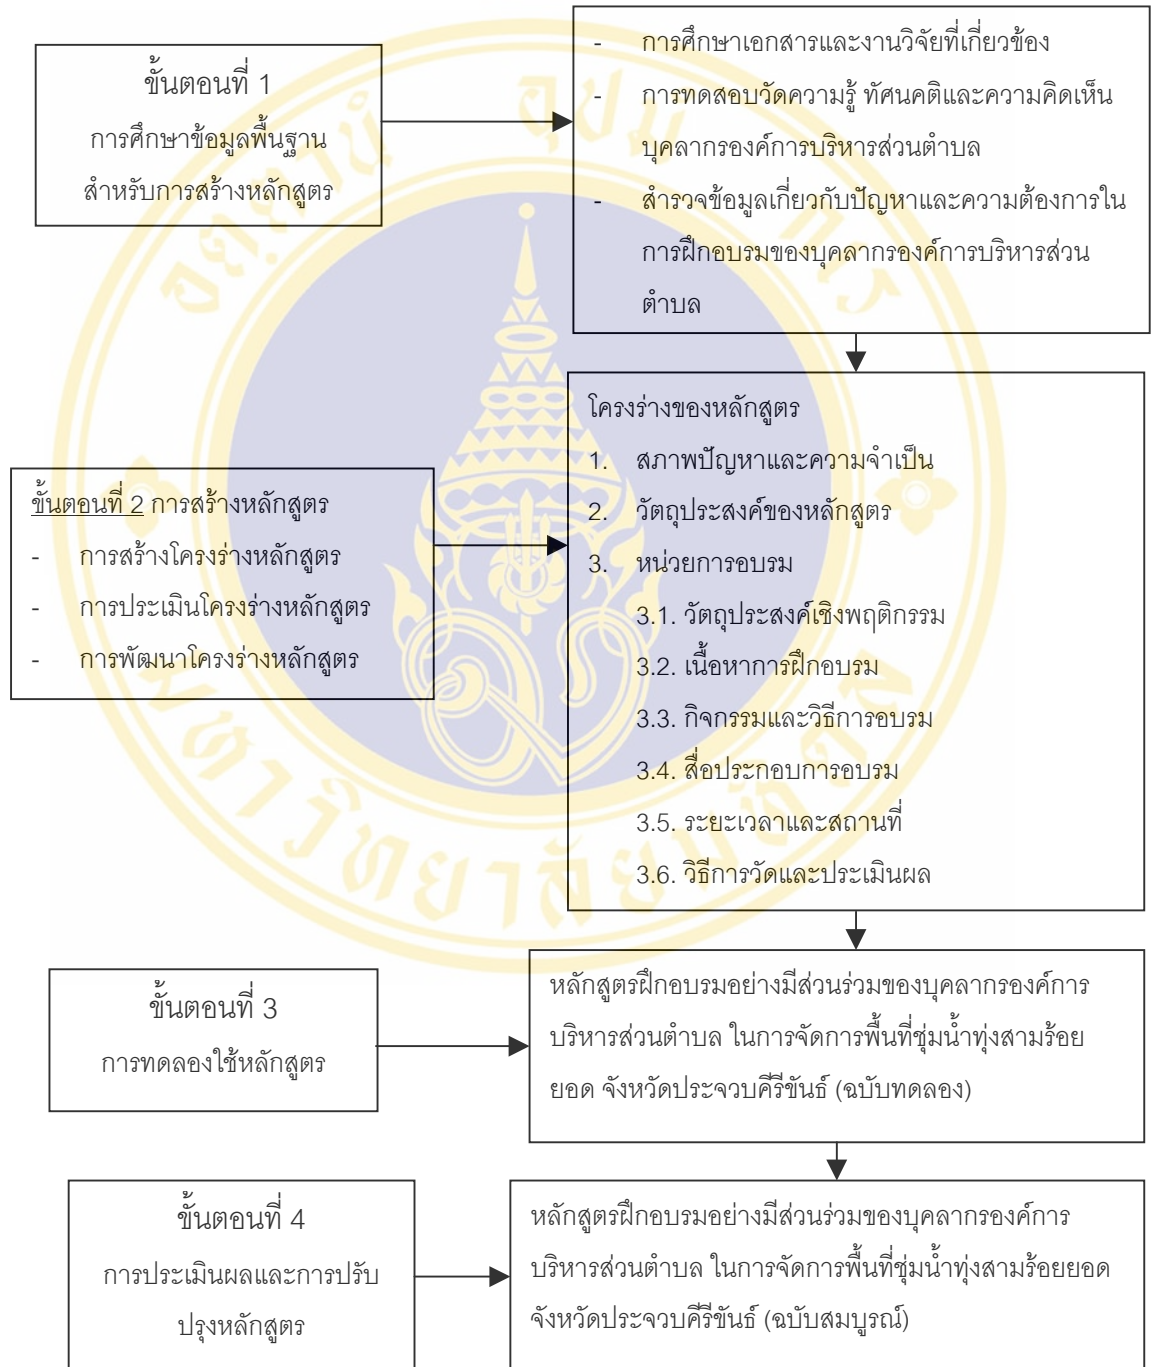 ขั้นตอนที่ 1
การศึกษาข้อมูลพื้นฐาน
สำหรับการสร้างหลักสูตร
- การศึกษาเอกสารและงานวิจัยที่เกี่ยวข้อง
- การทดสอบวัดความรู้ ทัศนคติและความคิดเห็น
บุคลากรองค์การบริหารส่วนตำบล
- สำรวจข้อมูลเกี่ยวกับปัญหาและความต้องการใน
การฝึกอบรมของบุคลากรองค์การบริหารส่วน
ตำบล
ขั้นตอนที่ 2 การสร้างหลักสูตร
- การสร้างโครงร่างหลักสูตร
- การประเมินโครงร่างหลักสูตร
- การพัฒนาโครงร่างหลักสูตร
โครงร่างของหลักสูตร
1. สภาพปัญหาและความจำเป็น
2. วัตถุประสงค์ของหลักสูตร
3. หน่วยการอบรม
3.1. วัตถุประสงค์เชิงพฤติกรรม
3.2. เนื้อหาการฝึกอบรม
3.3. กิจกรรมและวิธีการอบรม
3.4. สื่อประกอบการอบรม
3.5. ระยะเวลาและสถานที่
3.6. วิธีการวัดและประเมินผล
ขั้นตอนที่ 3
การทดลองใช้หลักสูตร
หลักสูตรฝึกอบรมอย่างมีส่วนร่วมของบุคลากรองค์การ
บริหารส่วนตำบล ในการจัดการพื้นที่ชุ่มน้ำทุ่งสามร้อย
ยอด จังหวัดประจวบคีรีขันธ์ (ฉบับทดลอง)
ขั้นตอนที่ 4
การประเมินผลและการปรับ
ปรุงหลักสูตร
หลักสูตรฝึกอบรมอย่างมีส่วนร่วมของบุคลากรองค์การ
บริหารส่วนตำบล ในการจัดการพื้นที่ชุ่มน้ำทุ่งสามร้อยยอด
จังหวัดประจวบคีรีขันธ์ (ฉบับสมบูรณ์)
มหาวิทยาลัยมหิดล